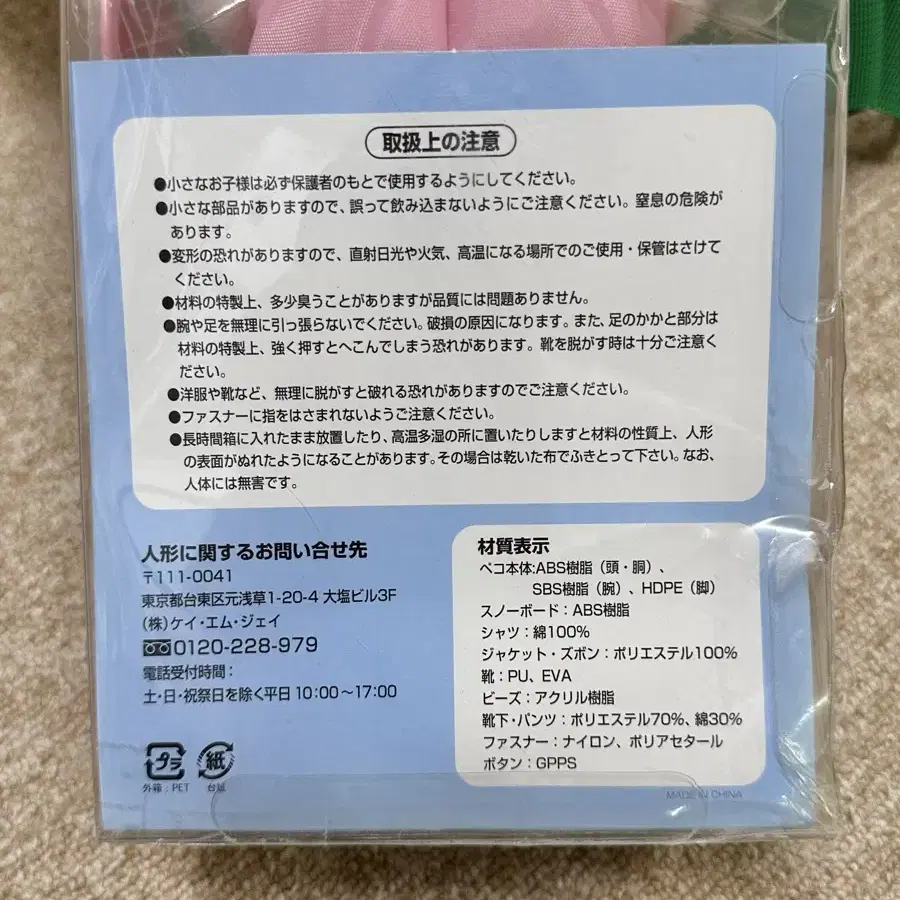 取扱上の注意
●小さなお子様は必ず保護者のもとで使用するようにしてください。
●小さな部品がありますので、誤って飲み込まないようにご注意ください。窒息の危険が
あります。
●変形の恐れがありますので、直射日光や火気、高温になる場所でのご使用・保管はさけて
ください。
●材料の特製上、多少臭うことがありますが品質には問題ありません。
●腕や足を無理に引っ張らないでください。破損の原因になります。また、足のかかと部分は
材料の特製上、強く押すとへこんでしまう恐れがあります。靴を脱がす時は十分ご注意く
ださい。
●洋服や靴など、無理に脱がすと破れる恐れがありますのでご注意ください。
●ファスナーに指をはさまれないようご注意ください。
●長時間箱に入れたまま放置したり、高温多湿の所に置いたりしますと材料の性質上、人形
の表面がぬれたようになることがあります。その場合は乾いた布でふきとって下さい。なお、
人体には無害です。
人形に関するお問い合せ先
〒111-0041
東京都台東区元浅草1-20-4 大塩ビル3F
(株)ケイ・エム・ジェイ
0120-228-979
電話受付時間:
土・日・祝祭日を除く平日 10:00〜17:00
プラ
外箱:PET
紙
台紙
材質表示
ペコ本体:ABS樹脂(頭・胴)、
SBS樹脂(腕)、HDPE(脚)
スノーボード:ABS樹脂
シャツ:綿100%
ジャケット・ズボン:ポリエステル100%
靴:PU、EVA
ビーズ:アクリル樹脂
靴下・パンツ:ポリエステル70%、綿30%
ファスナー:ナイロン、ポリアセタール
ボタン:GPPS
MADE IN CHINA